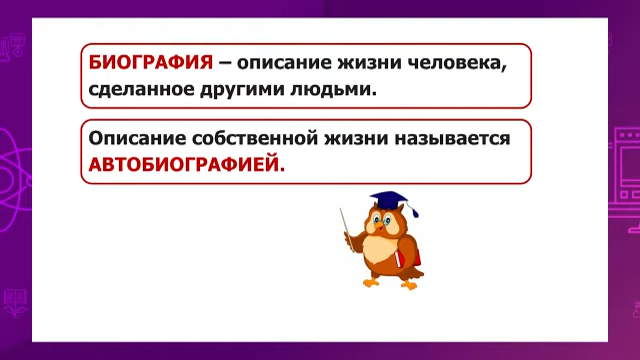 БИОГРАФИЯ – описание жизни человека,
сделанное другими людьми.
Описание собственной жизни называется
АВТОБИОГРАФИЕЙ.